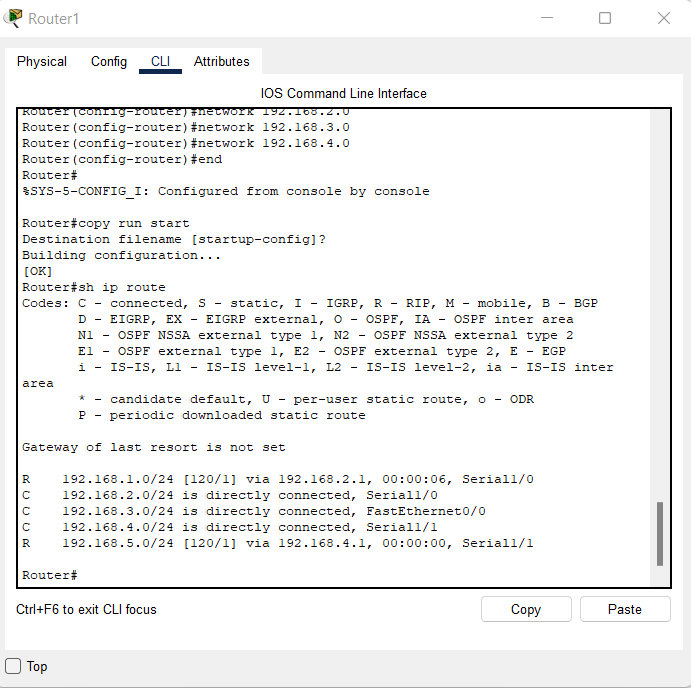 Router1
Physical Config CLI Attributes
IOS Command Line Interface
Router(config-router)#network 192.168.2.0
Router(config-router)#network 192.168.3.0
Router(config-router)#network 192.168.4.0
Router(config-router)#end
Router#
%SYS-5-CONFIG_I: Configured from console by console
Router#copy run start
Destination filename [startup-config]?
Building configuration...
[OK]
Router#sh ip route
Codes: C - connected, S - static, I - IGRP, R - RIP, M - mobile, B - BGP
D - EIGRP, EX - EIGRP external, O - OSPF, IA - OSPF inter area
N1 - OSPF NSSA external type 1, N2 - OSPF NSSA external type 2
E1 - OSPF external type 1, E2 - OSPF external type 2, E - EGP
i - IS-IS, L1 - IS-IS level-1, L2 - IS-IS level-2, ia - IS-IS inter
area
* - candidate default, U - per-user static route, o - ODR
P - periodic downloaded static route
Gateway of last resort is not set
R 192.168.1.0/24 [120/1] via 192.168.2.1, 00:00:06, Serial1/0
C 192.168.2.0/24 is directly connected, Serial1/0
C 192.168.3.0/24 is directly connected, FastEthernet0/0
C 192.168.4.0/24 is directly connected, Serial1/1
R 192.168.5.0/24 [120/1] via 192.168.4.1, 00:00:00, Serial1/1
Router#
Ctrl+F6 to exit CLI focus
Copy Paste
Top